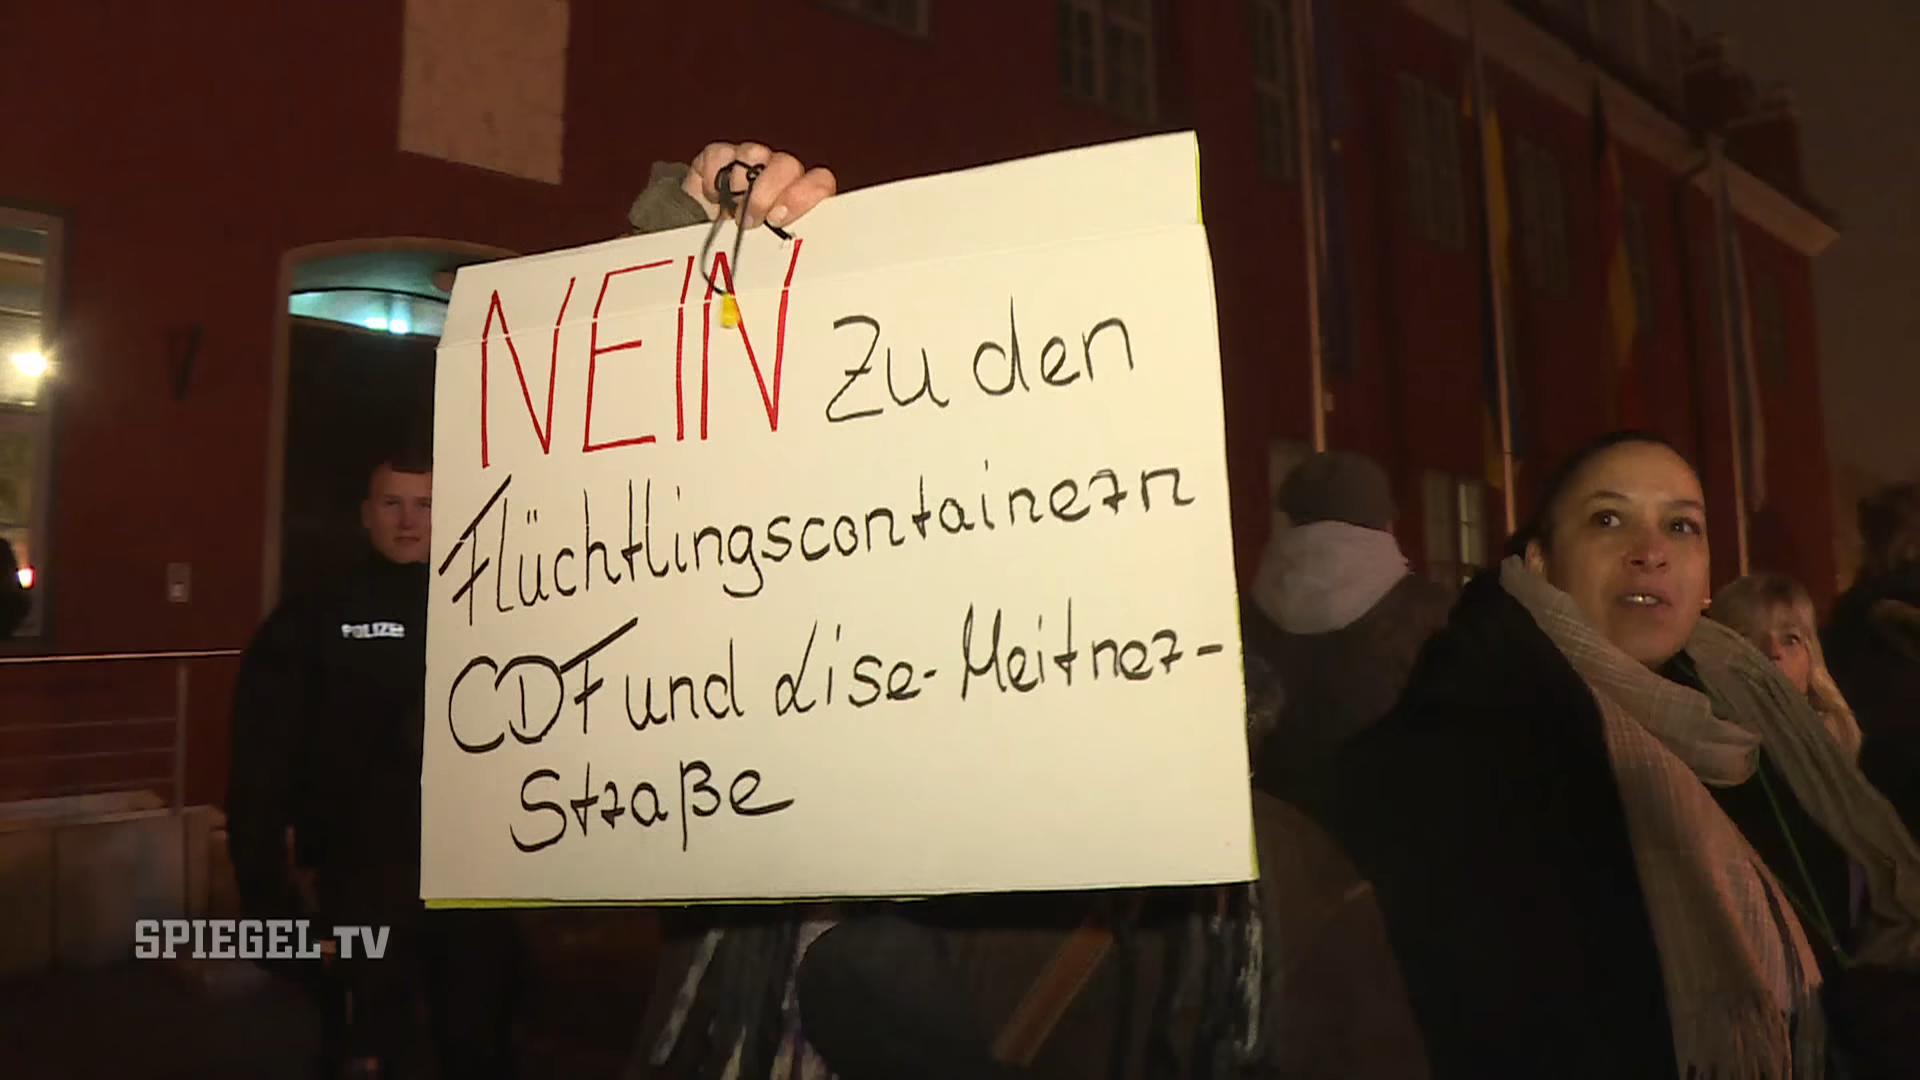 NEIN Zu den
Flüchtlingscontainern
CDF und Lise-Meitner-
Straße
POLIZEI
SPIEGEL TV